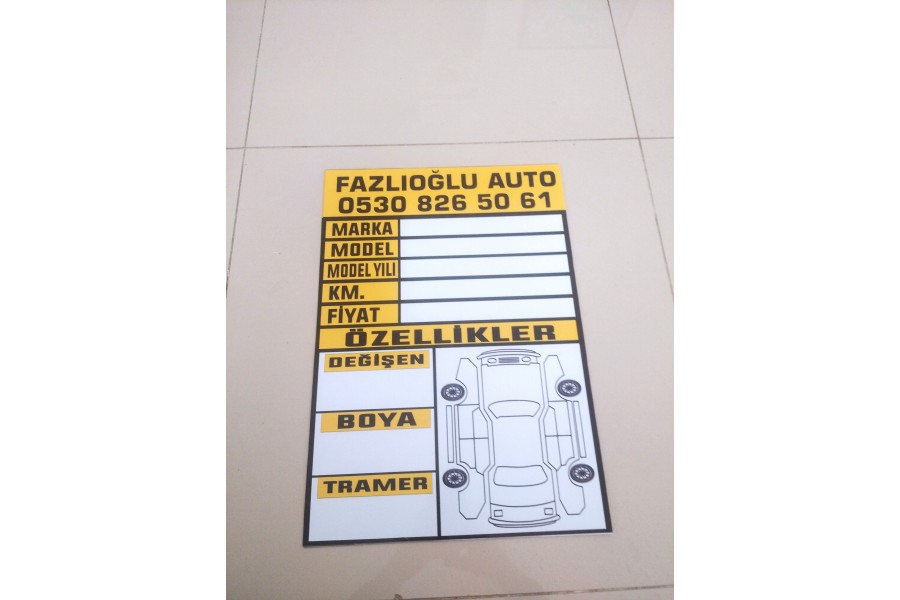 FAZLIOĞLU AUTO
0530 826 50 61
MARKA
MODEL
MODEL YILI
KM.
FİYAT
ÖZELLİKLER
DEĞİŞEN
BOYA
TRAMER